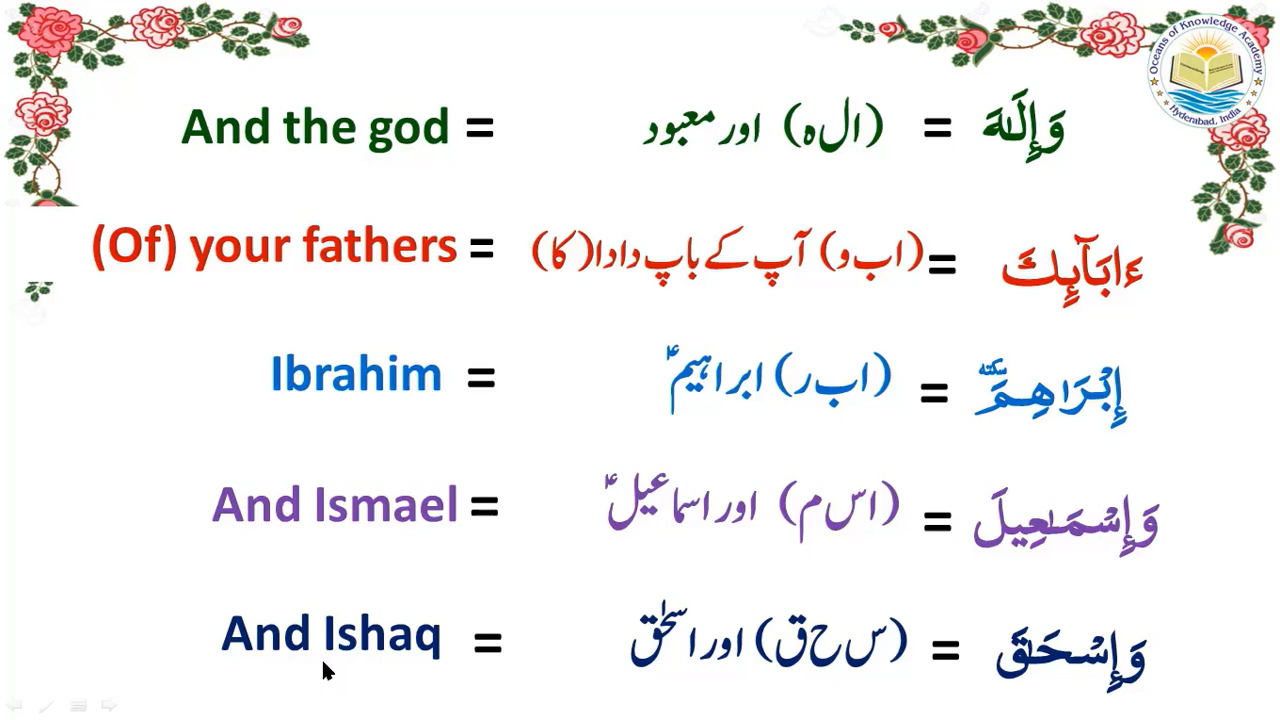 Oceans of Knowledge Academy
Hyderabad, India
And the god = (ال ہ) اور معبود = وَإِلَـٰهَ
(Of) your fathers = (اب و) آپ کے باپ دادا (کا) = ءَابَآئِكَ
Ibrahim = (اب ر) ابراہیمؑ = إِبْرَاهِـۧمَ
And Ismael = (اس م) اور اسماعیلؑ = وَإِسْمَـٰعِيلَ
And Ishaq = (س ح ق) اور اسحٰق = وَإِسْحَـٰقَ